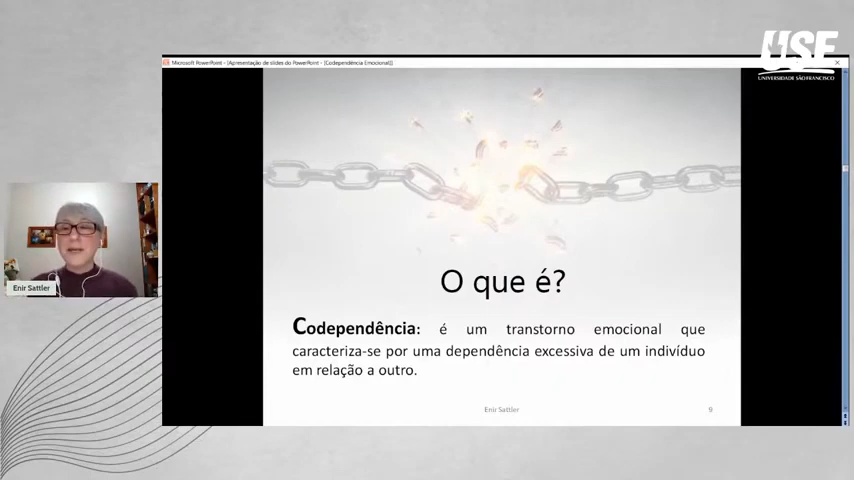 USF
UNIVERSIDADE SÃO FRANCISCO
Microsoft PowerPoint - [Apresentação de slides do PowerPoint - [Codependência Emocional]]
O que é?
Codependência: é um transtorno emocional que
caracteriza-se por uma dependência excessiva de um indivíduo
em relação a outro.
Enir Sattler
9
Enir Sattler